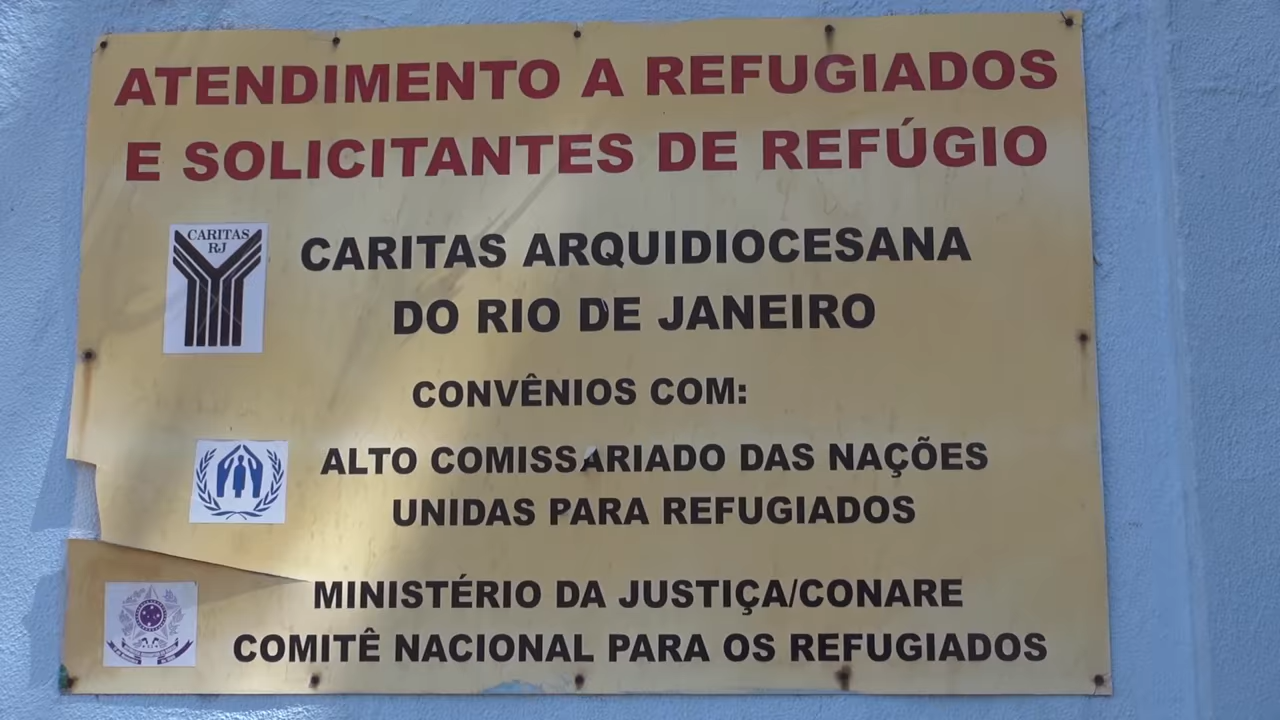 ATENDIMENTO A REFUGIADOS
E SOLICITANTES DE REFÚGIO
CARITAS
RJ
CARITAS ARQUIDIOCESANA
DO RIO DE JANEIRO
CONVÊNIOS COM:
ALTO COMISSARIADO DAS NAÇÕES
UNIDAS PARA REFUGIADOS
MINISTÉRIO DA JUSTIÇA/CONARE
COMITÊ NACIONAL PARA OS REFUGIADOS